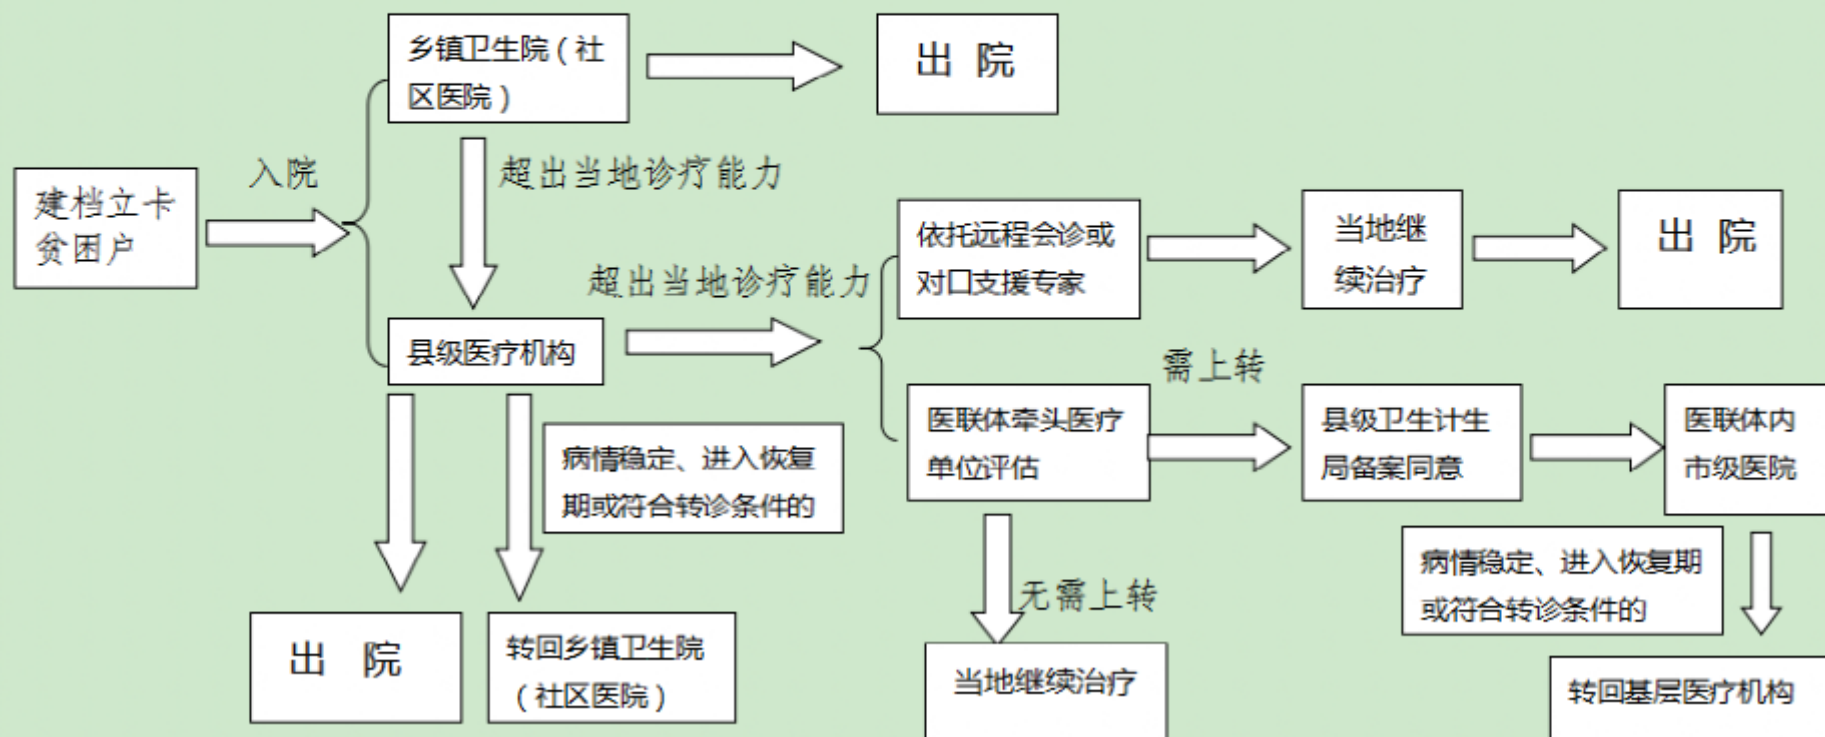 乡镇卫生院（社
区医院）
出 院
入院
建档立卡
贫困户
超出当地诊疗能力
依托远程会诊或
对口支援专家
当地继
续治疗
出 院
超出当地诊疗能力
县级医疗机构
需上转
医联体牵头医疗
单位评估
县级卫生计生
局备案同意
医联体内
市级医院
病情稳定、进入恢复
期或符合转诊条件的
病情稳定、进入恢复期
或符合转诊条件的
无需上转
出 院
转回乡镇卫生院
（社区医院）
当地继续治疗
转回基层医疗机构